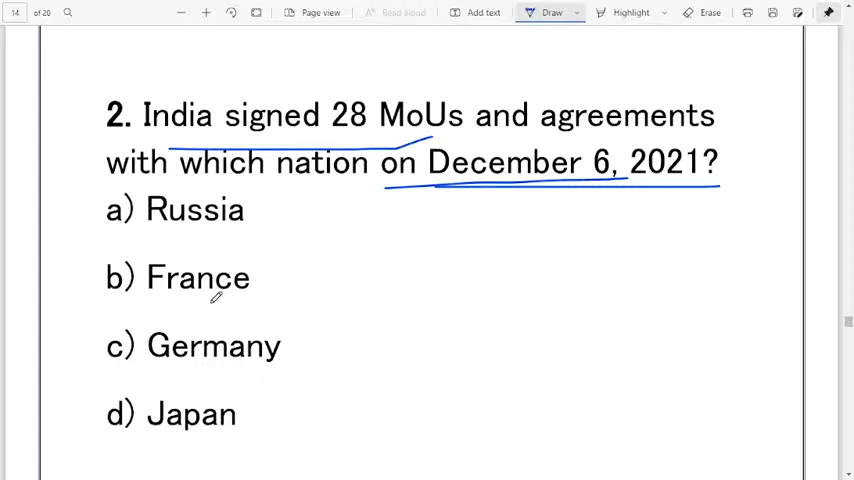 14 of 20 Page view Read aloud Add text Draw Highlight Erase
2. India signed 28 MoUs and agreements
with which nation on December 6, 2021?
a) Russia
b) France
c) Germany
d) Japan